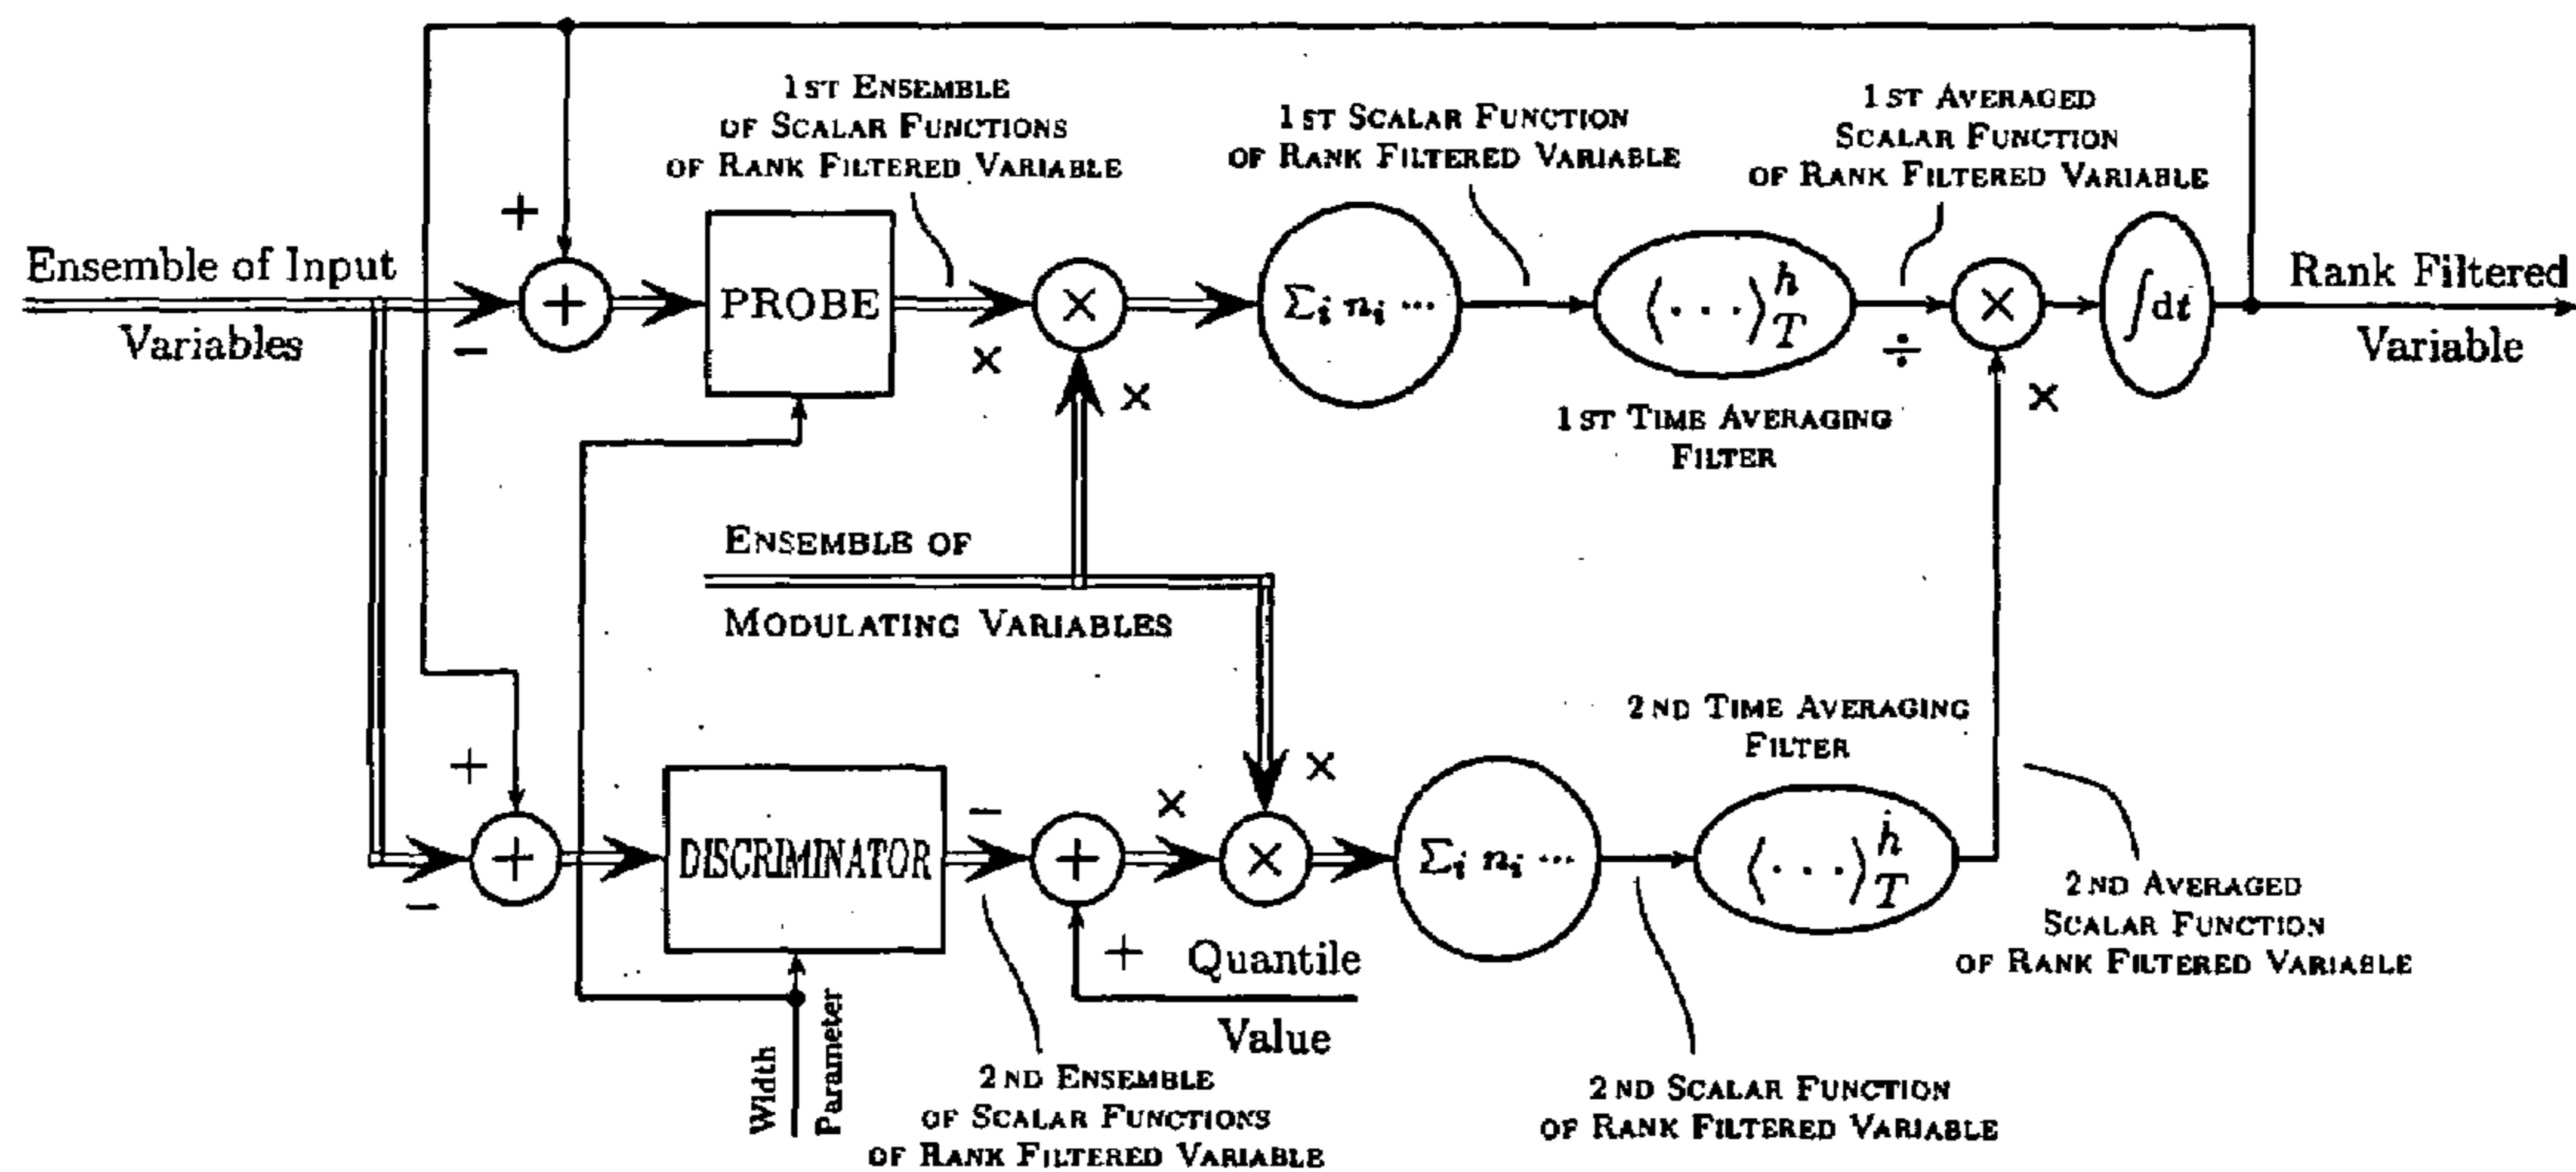 1ST ENSEMBLE
OF SCALAR FUNCTIONS
OF RANK FILTERED VARIABLE
1ST SCALAR FUNCTION
OF RANK FILTERED VARIABLE
1ST AVERAGED
SCALAR FUNCTION
OF RANK FILTERED VARIABLE
Ensemble of Input
Variables
+
−
+
PROBE
×
×
×
Σᵢ nᵢ ⋯
⟨···⟩ h T
÷
×
×
∫dt
Rank Filtered
Variable
1ST TIME AVERAGING
FILTER
ENSEMBLE OF
MODULATING VARIABLES
2ND TIME AVERAGING
FILTER
+
−
+
DISCRIMINATOR
−
+
×
×
×
Σᵢ nᵢ ⋯
⟨···⟩ ḣ T
+ Quantile
Value
Width
Parameter
2ND AVERAGED
SCALAR FUNCTION
OF RANK FILTERED VARIABLE
2ND ENSEMBLE
OF SCALAR FUNCTIONS
OF RANK FILTERED VARIABLE
2ND SCALAR FUNCTION
OF RANK FILTERED VARIABLE